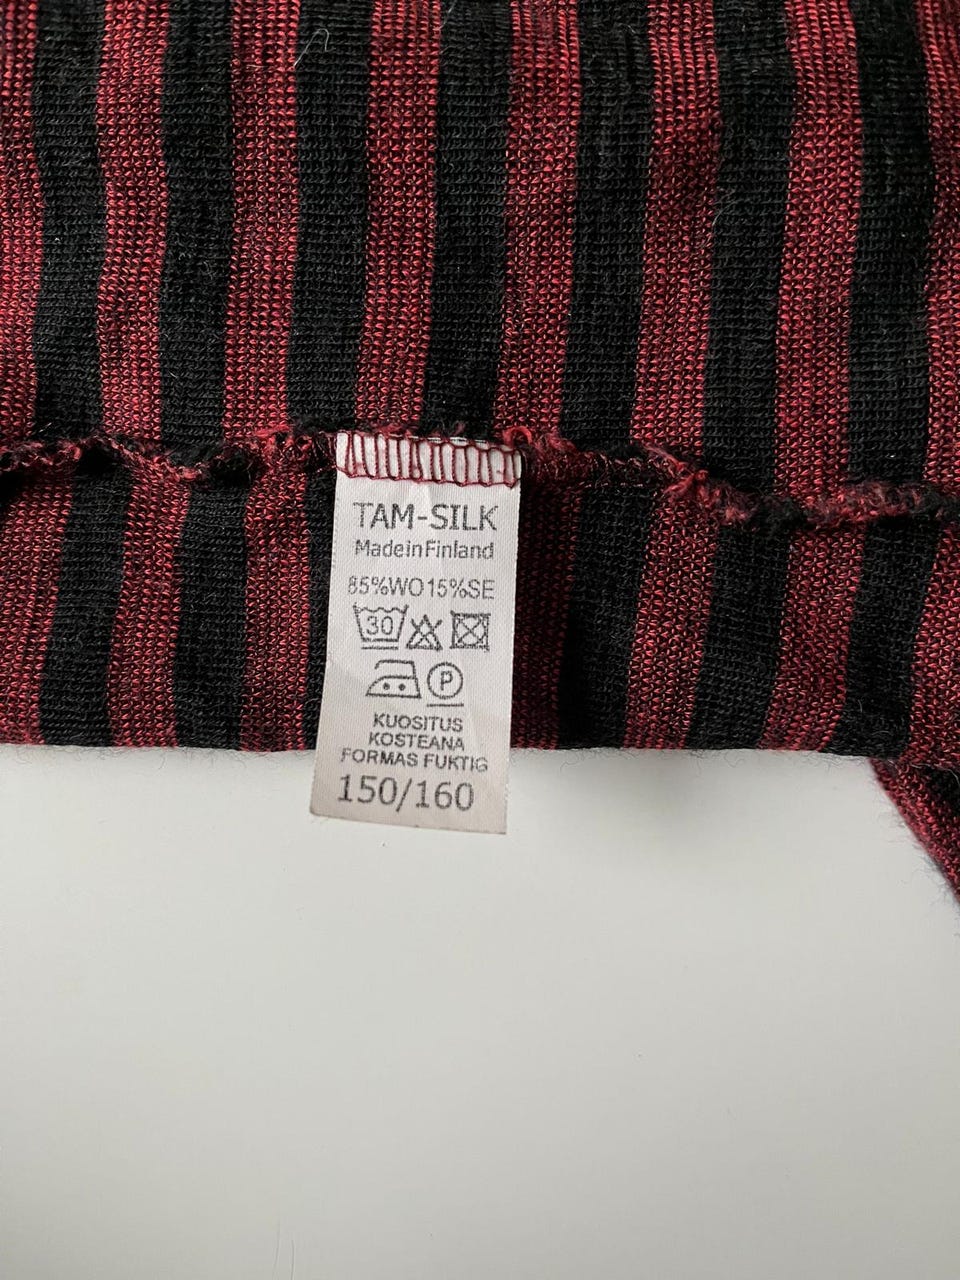 TAM-SILK
MadeinFinland
85%WO15%SE
30
P
KUOSITUS
KOSTEANA
FORMAS FUKTIG
150/160